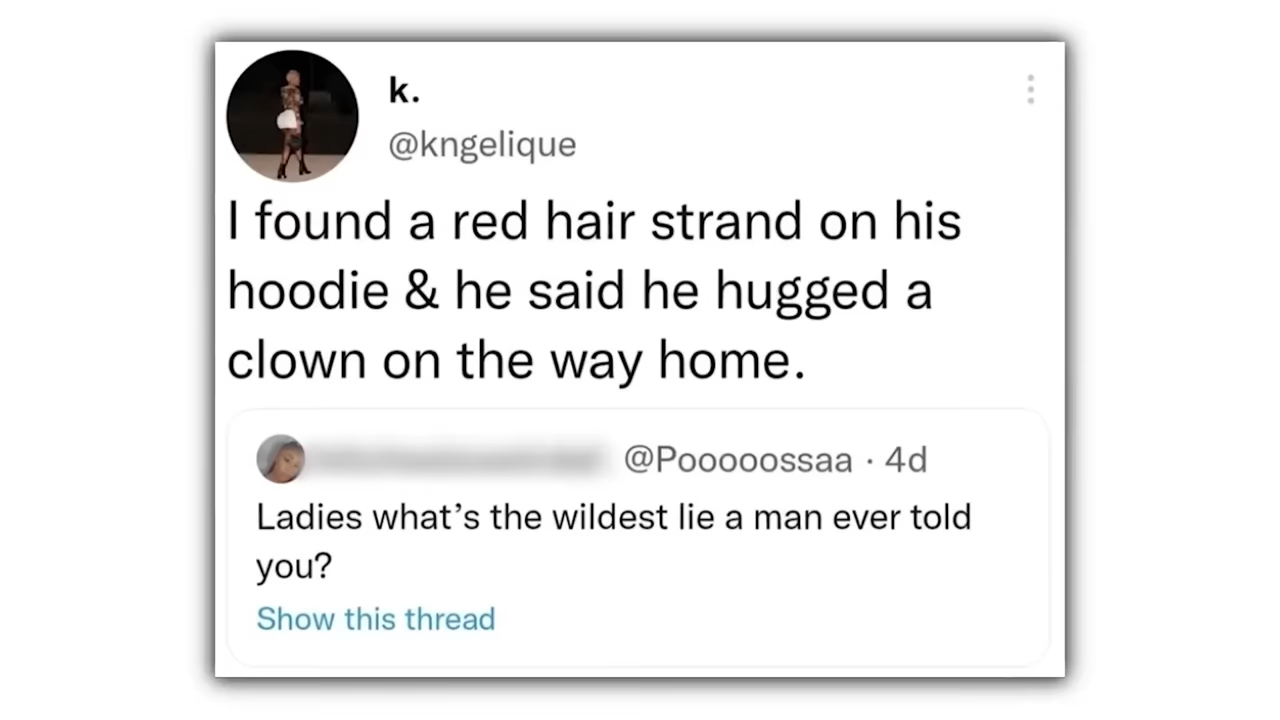 k.
@kngelique
I found a red hair strand on his
hoodie & he said he hugged a
clown on the way home.
@Pooooossaa · 4d
Ladies what’s the wildest lie a man ever told
you?
Show this thread